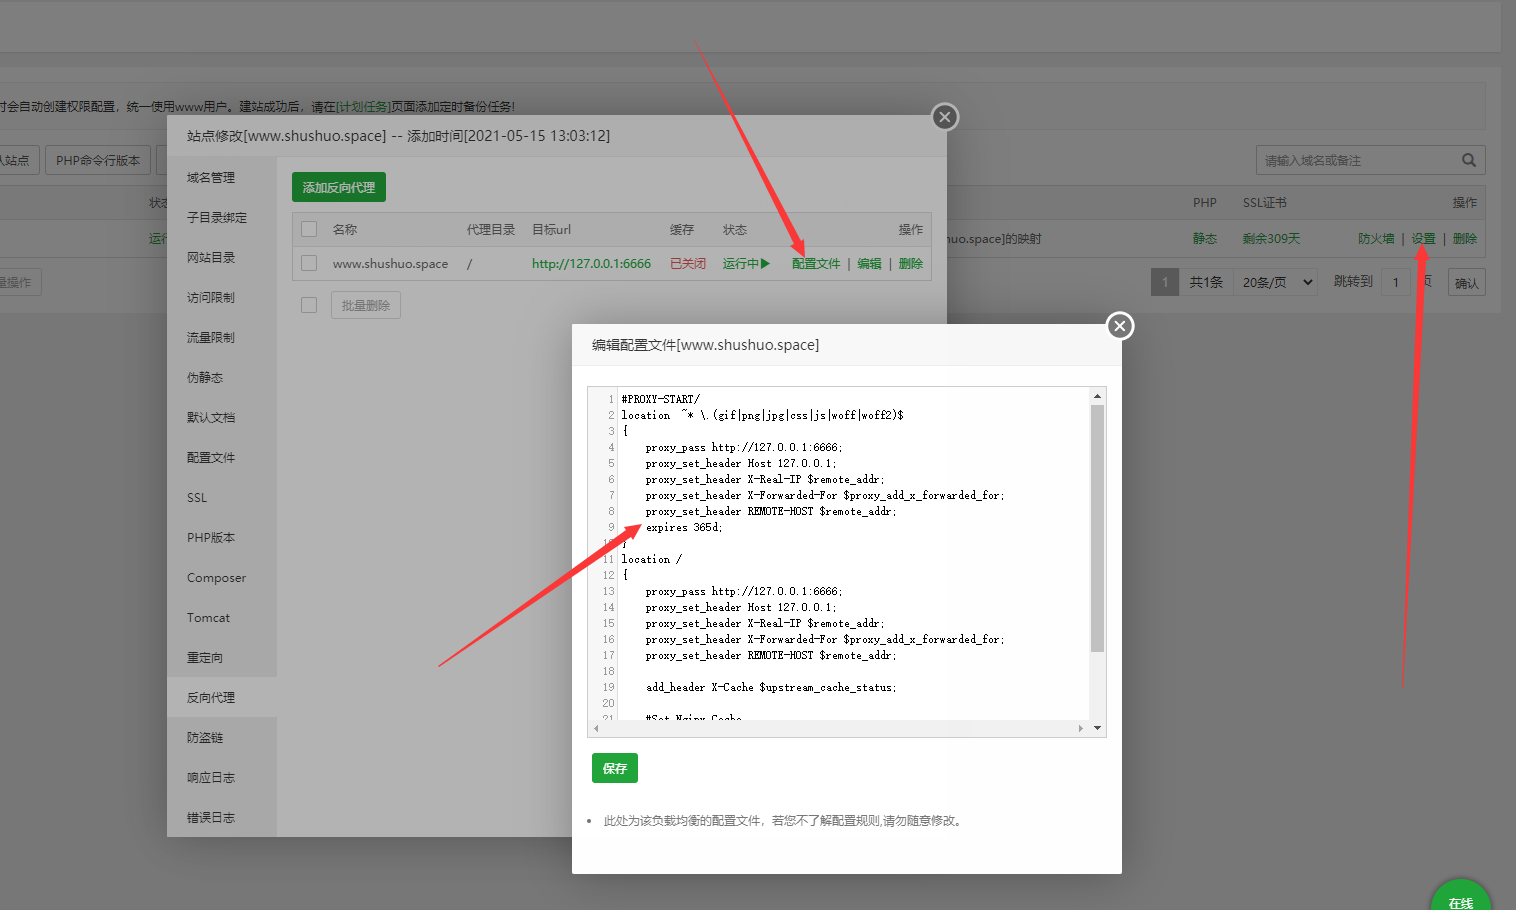 时会自动创建权限配置，统一使用www用户。建站成功后，请在[计划任务]页面添加定时备份任务!
站点修改[www.shushuo.space] -- 添加时间[2021-05-15 13:03:12]
认站点
PHP命令行版本
请输入域名或备注
状态
PHP
SSL证书
操作
运行
huo.space]的映射
静态
剩余309天
防火墙 | 设置 | 删除
量操作
1
共1条
20条/页
跳转到
1
页
确认
域名管理
子目录绑定
网站目录
访问限制
流量限制
伪静态
默认文档
配置文件
SSL
PHP版本
Composer
Tomcat
重定向
反向代理
防盗链
响应日志
错误日志
添加反向代理
名称 代理目录 目标url 缓存 状态 操作
www.shushuo.space / http://127.0.0.1:6666 已关闭 运行中 配置文件 | 编辑 | 删除
批量删除
编辑配置文件[www.shushuo.space]
1 #PROXY-START/
2 location ~* \.(gif|png|jpg|css|js|woff|woff2)$
3 {
4 proxy_pass http://127.0.0.1:6666;
5 proxy_set_header Host 127.0.0.1;
6 proxy_set_header X-Real-IP $remote_addr;
7 proxy_set_header X-Forwarded-For $proxy_add_x_forwarded_for;
8 proxy_set_header REMOTE-HOST $remote_addr;
9 expires 365d;
10 }
11 location /
12 {
13 proxy_pass http://127.0.0.1:6666;
14 proxy_set_header Host 127.0.0.1;
15 proxy_set_header X-Real-IP $remote_addr;
16 proxy_set_header X-Forwarded-For $proxy_add_x_forwarded_for;
17 proxy_set_header REMOTE-HOST $remote_addr;
18
19 add_header X-Cache $upstream_cache_status;
20
21 #Set Nginx Cache
保存
此处为该负载均衡的配置文件，若您不了解配置规则,请勿随意修改。
在线